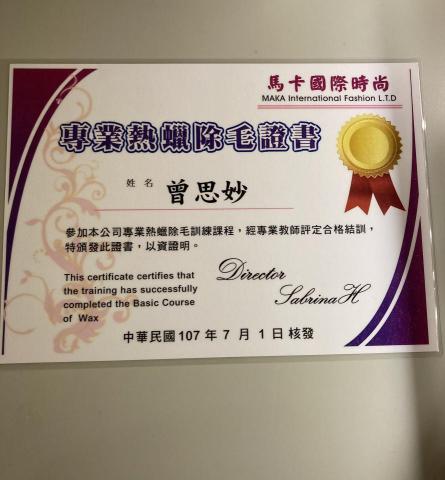 馬卡國際時尚
MAKA International Fashion L.T.D
專業熱蠟除毛證書
姓名 曾思妙
參加本公司專業熱蠟除毛訓練課程，經專業教師評定合格結訓，
特頒發此證書，以資證明。
This certificate certifies that
the training has successfully
completed the Basic Course
of Wax
Director
Sabrina H
中華民國107年7月1日核發